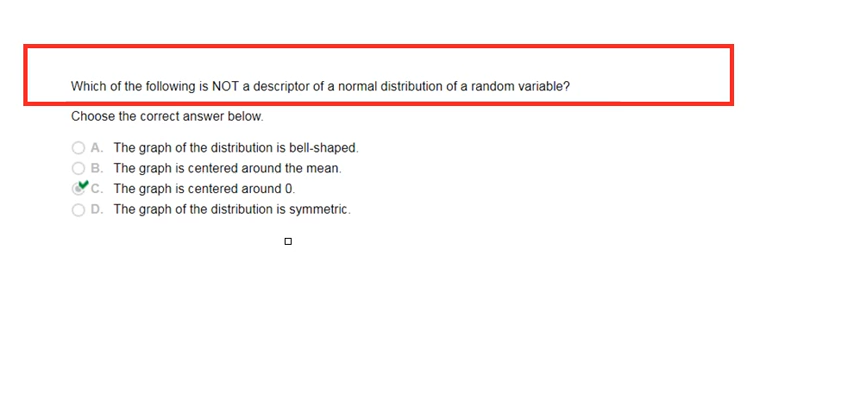 Which of the following is NOT a descriptor of a normal distribution of a random variable?
Choose the correct answer below.
A. The graph of the distribution is bell-shaped.
B. The graph is centered around the mean.
C. The graph is centered around 0.
D. The graph of the distribution is symmetric.